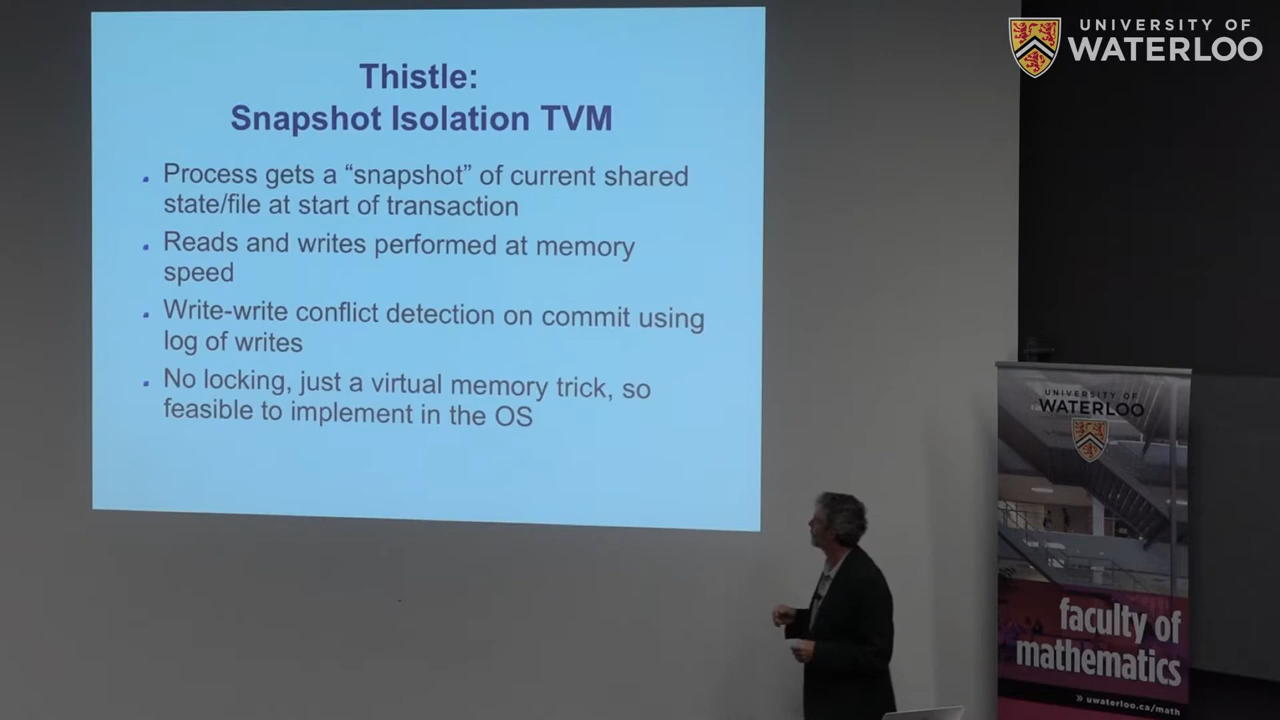 Thistle:
Snapshot Isolation TVM
Process gets a “snapshot” of current shared
state/file at start of transaction
Reads and writes performed at memory
speed
Write-write conflict detection on commit using
log of writes
No locking, just a virtual memory trick, so
feasible to implement in the OS
UNIVERSITY OF
WATERLOO
UNIVERSITY OF
WATERLOO
faculty of
mathematics
» uwaterloo.ca/math